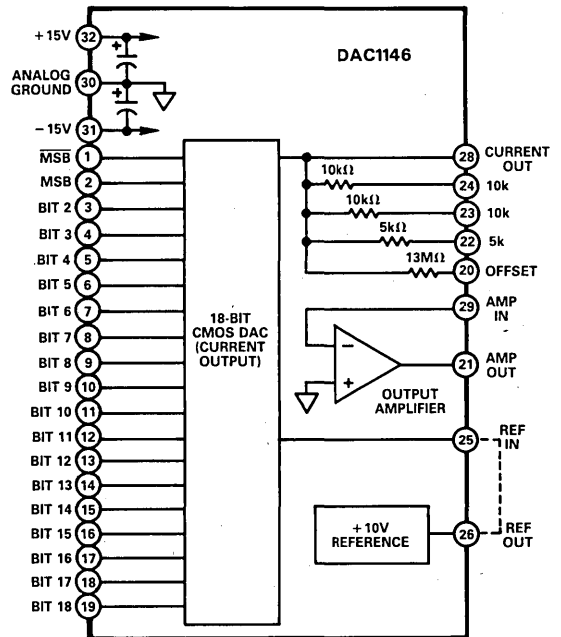 DAC1146
+15V 32
ANALOG
GROUND 30
-15V 31
MSB 1
MSB 2
BIT 2 3
BIT 3 4
BIT 4 5
BIT 5 6
BIT 6 7
BIT 7 8
BIT 8 9
BIT 9 10
BIT 10 11
BIT 11 12
BIT 12 13
BIT 13 14
BIT 14 15
BIT 15 16
BIT 16 17
BIT 17 18
BIT 18 19
18-BIT
CMOS DAC
(CURRENT
OUTPUT)
28 CURRENT
OUT
10kΩ
24 10k
10kΩ
23 10k
5kΩ
22 5k
13MΩ
20 OFFSET
29 AMP
IN
21 AMP
OUT
OUTPUT
AMPLIFIER
25 REF
IN
+10V
REFERENCE
26 REF
OUT
+
+
−
+